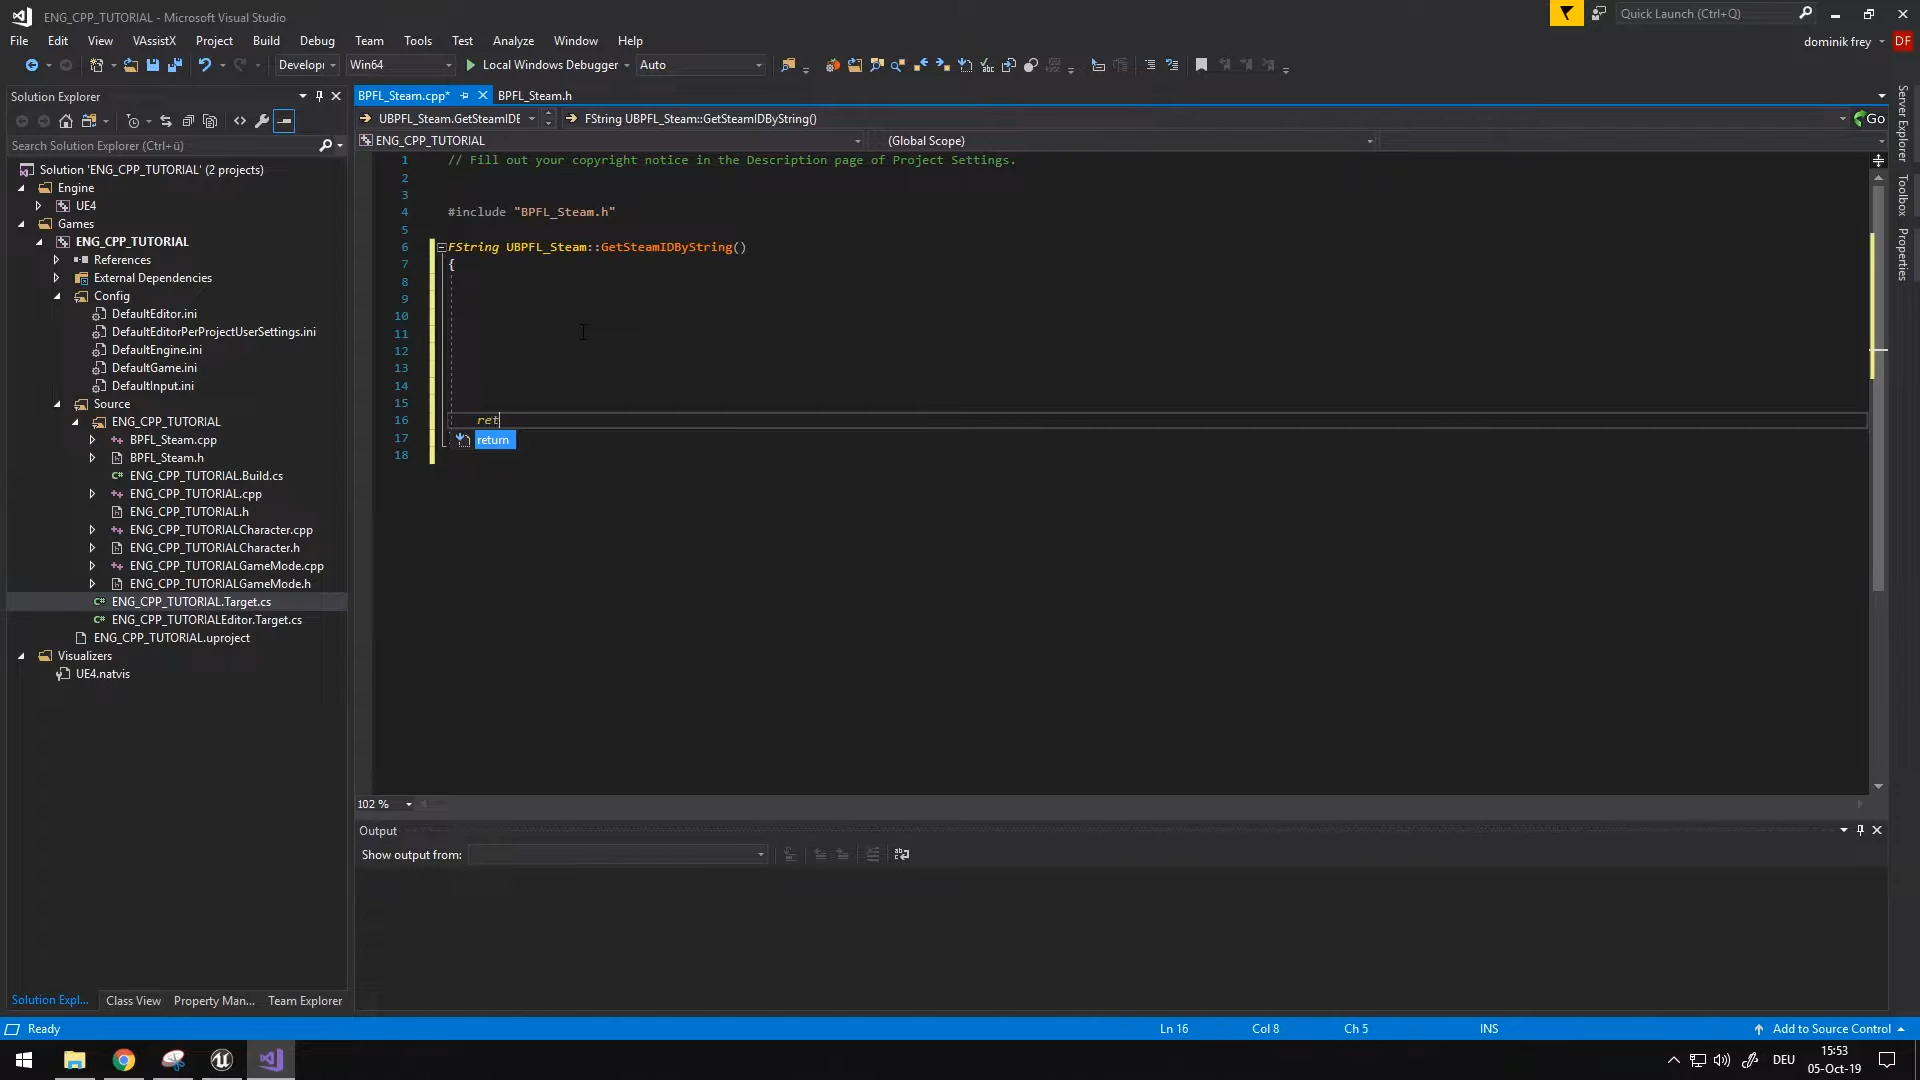 ENG_CPP_TUTORIAL - Microsoft Visual Studio
Quick Launch (Ctrl+Q)
File Edit View VAssistX Project Build Debug Team Tools Test Analyze Window Help
dominik frey DF
Developi Win64 Local Windows Debugger Auto
Solution Explorer
BPFL_Steam.cpp* BPFL_Steam.h
UBPFL_Steam.GetSteamIDE FString UBPFL_Steam::GetSteamIDByString() Go
ENG_CPP_TUTORIAL (Global Scope)
Search Solution Explorer (Ctrl+ü)
Solution 'ENG_CPP_TUTORIAL' (2 projects)
Engine
UE4
Games
ENG_CPP_TUTORIAL
References
External Dependencies
Config
DefaultEditor.ini
DefaultEditorPerProjectUserSettings.ini
DefaultEngine.ini
DefaultGame.ini
DefaultInput.ini
Source
ENG_CPP_TUTORIAL
BPFL_Steam.cpp
BPFL_Steam.h
ENG_CPP_TUTORIAL.Build.cs
ENG_CPP_TUTORIAL.cpp
ENG_CPP_TUTORIAL.h
ENG_CPP_TUTORIALCharacter.cpp
ENG_CPP_TUTORIALCharacter.h
ENG_CPP_TUTORIALGameMode.cpp
ENG_CPP_TUTORIALGameMode.h
ENG_CPP_TUTORIAL.Target.cs
ENG_CPP_TUTORIALEditor.Target.cs
ENG_CPP_TUTORIAL.uproject
Visualizers
UE4.natvis
Solution Expl... Class View Property Man... Team Explorer
1 // Fill out your copyright notice in the Description page of Project Settings.
2
3
4 #include "BPFL_Steam.h"
5
6 FString UBPFL_Steam::GetSteamIDByString()
7 {
8
9
10
11
12
13
14
15
16 ret
17 return
18
102 %
Output
Show output from:
Server Explorer
Toolbox
Properties
Ready Ln 16 Col 8 Ch 5 INS Add to Source Control
DEU 15:53
05-Oct-19